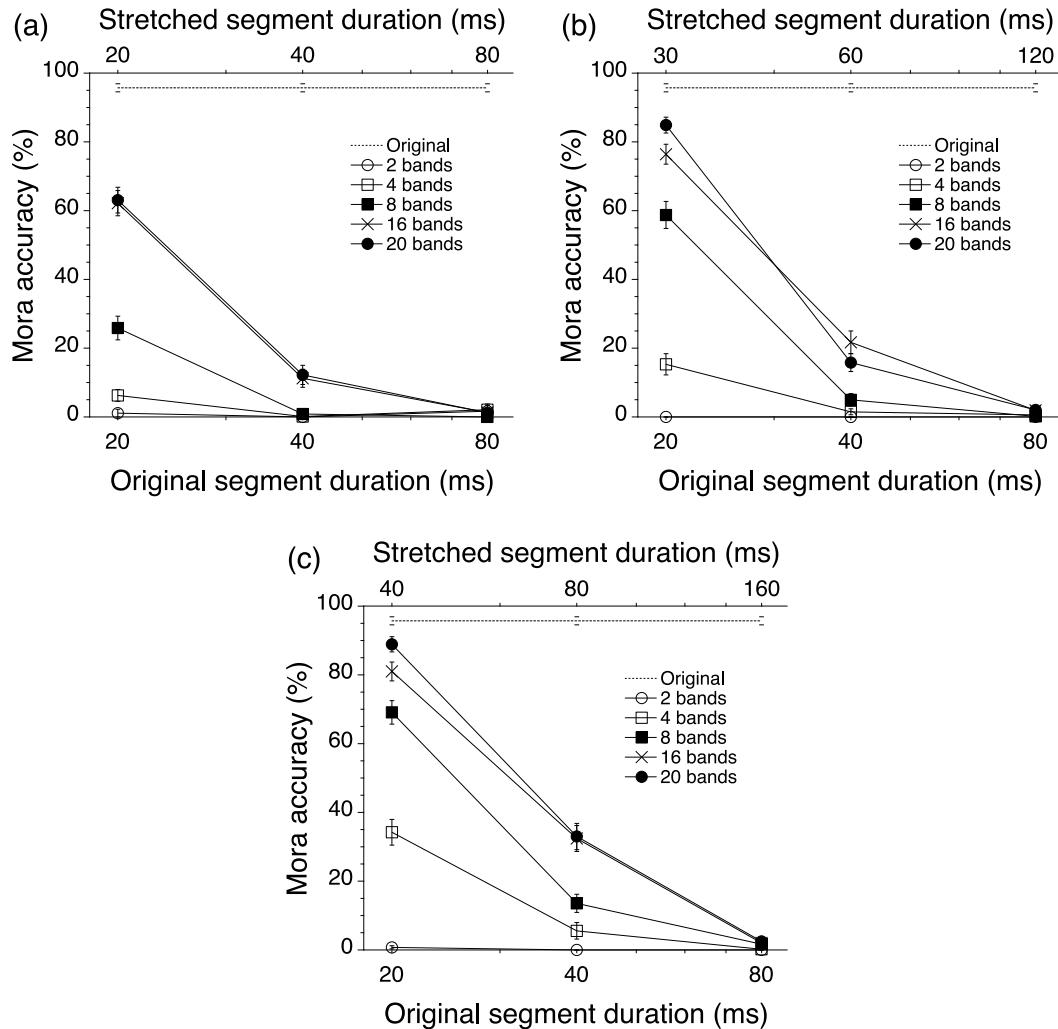 (a)
Stretched segment duration (ms)
20 40 80
100
80
60
40
20
0
Mora accuracy (%)
Original
2 bands
4 bands
8 bands
16 bands
20 bands
20 40 80
Original segment duration (ms)
(b)
Stretched segment duration (ms)
30 60 120
100
80
60
40
20
0
Mora accuracy (%)
Original
2 bands
4 bands
8 bands
16 bands
20 bands
20 40 80
Original segment duration (ms)
(c)
Stretched segment duration (ms)
40 80 160
100
80
60
40
20
0
Mora accuracy (%)
Original
2 bands
4 bands
8 bands
16 bands
20 bands
20 40 80
Original segment duration (ms)